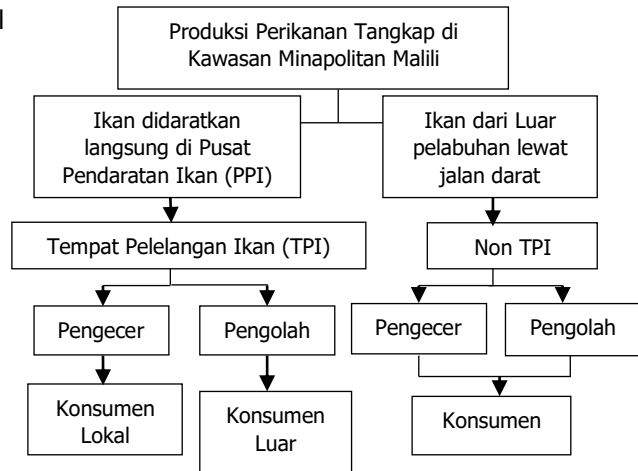 Produksi Perikanan Tangkap di
Kawasan Minapolitan Malili
Ikan didaratkan
langsung di Pusat
Pendaratan Ikan (PPI)
Ikan dari Luar
pelabuhan lewat
jalan darat
Tempat Pelelangan Ikan (TPI)
Non TPI
Pengecer
Pengolah
Pengecer
Pengolah
Konsumen
Lokal
Konsumen
Luar
Konsumen